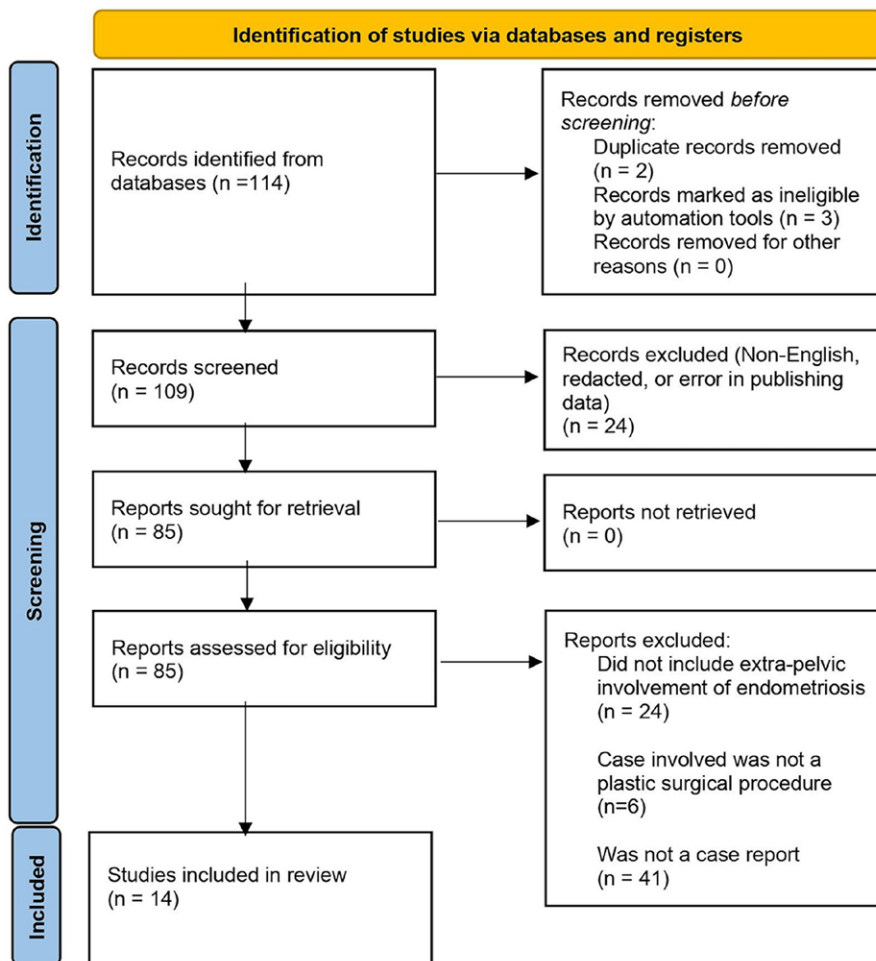 Identification of studies via databases and registers
Identification
Records identified from
databases (n =114)
Records removed before
screening:
Duplicate records removed
(n = 2)
Records marked as ineligible
by automation tools (n = 3)
Records removed for other
reasons (n = 0)
Screening
Records screened
(n = 109)
Records excluded (Non-English,
redacted, or error in publishing
data)
(n = 24)
Reports sought for retrieval
(n = 85)
Reports not retrieved
(n = 0)
Reports assessed for eligibility
(n = 85)
Reports excluded:
Did not include extra-pelvic
involvement of endometriosis
(n = 24)
Case involved was not a
plastic surgical procedure
(n=6)
Was not a case report
(n = 41)
Included
Studies included in review
(n = 14)